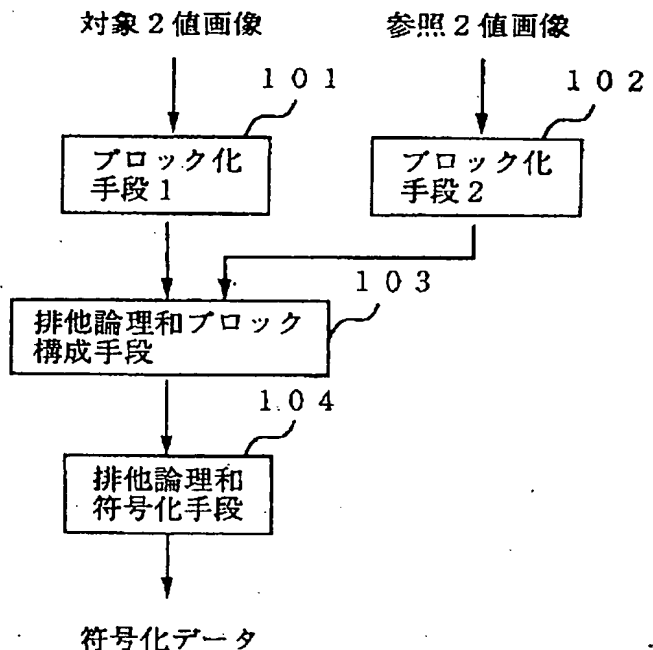 対象２値画像
参照２値画像
１０１
１０２
ブロック化
手段１
ブロック化
手段２
１０３
排他論理和ブロック
構成手段
１０４
排他論理和
符号化手段
符号化データ